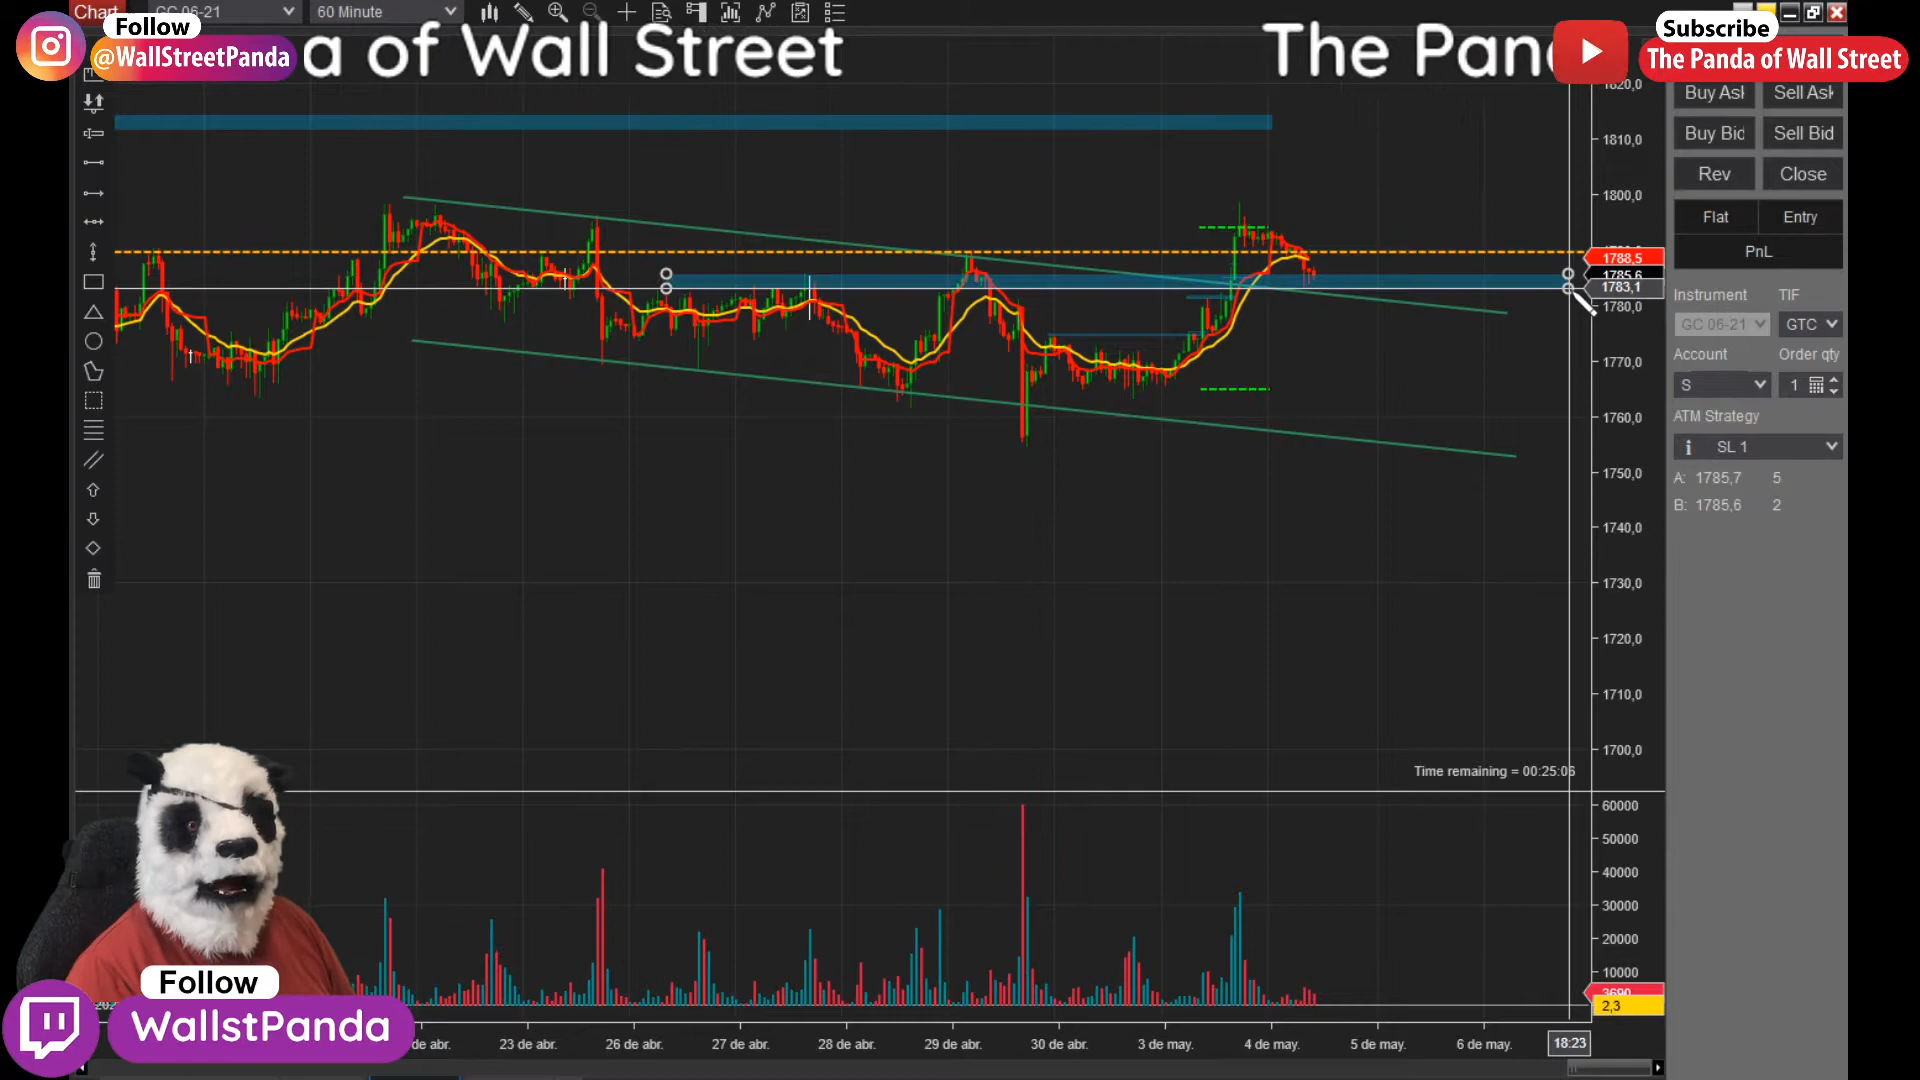 Chart
GC 06-21
60 Minute
Follow
@WallStreetPanda
a of Wall Street
The Pan
Subscribe
The Panda of Wall Street
1810,0
1800,0
1788,5
1785,6
1783,1
1780,0
1770,0
1760,0
1750,0
1740,0
1730,0
1720,0
1710,0
1700,0
Buy Ask
Sell Ask
Buy Bid
Sell Bid
Rev
Close
Flat
Entry
PnL
Instrument
TIF
GC 06-21
GTC
Account
Order qty
S
1
ATM Strategy
SL 1
A: 1785,7 5
B: 1785,6 2
Time remaining = 00:25:06
60000
50000
40000
30000
20000
10000
3690
2,3
Follow
WallstPanda
de abr.
23 de abr.
26 de abr.
27 de abr.
28 de abr.
29 de abr.
30 de abr.
3 de may.
4 de may.
5 de may.
6 de may.
18:23